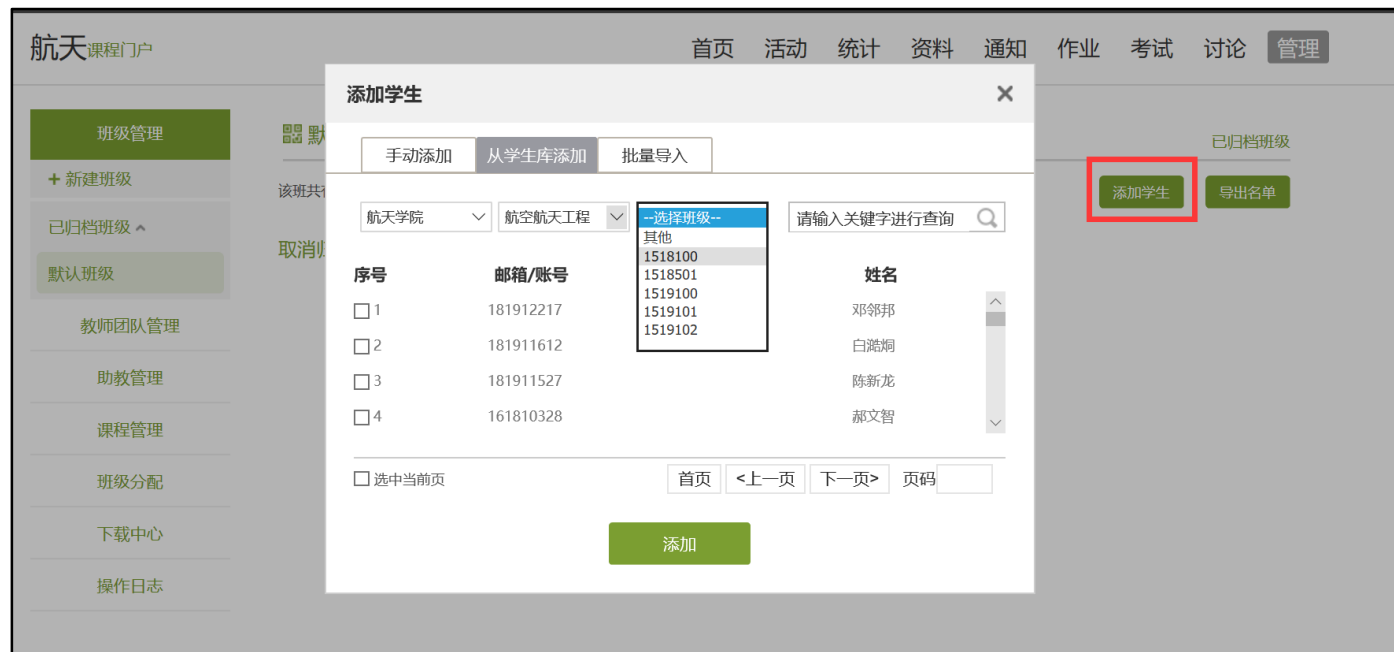 航天课程门户
首页 活动 统计 资料 通知 作业 考试 讨论 管理
添加学生
班级管理
+ 新建班级
已归档班级
默认班级
教师团队管理
助教管理
课程管理
班级分配
下载中心
操作日志
默
已归档班级
该班共有
添加学生 导出名单
取消归
手动添加 从学生库添加 批量导入
航天学院 航空航天工程 --选择班级-- 请输入关键字进行查询
其他
1518100
1518501
1519100
1519101
1519102
序号 邮箱/账号 姓名
1 181912217 邓邻邦
2 181911612 白澔烔
3 181911527 陈新龙
4 161810328 郝文智
选中当前页 首页 <上一页 下一页> 页码
添加